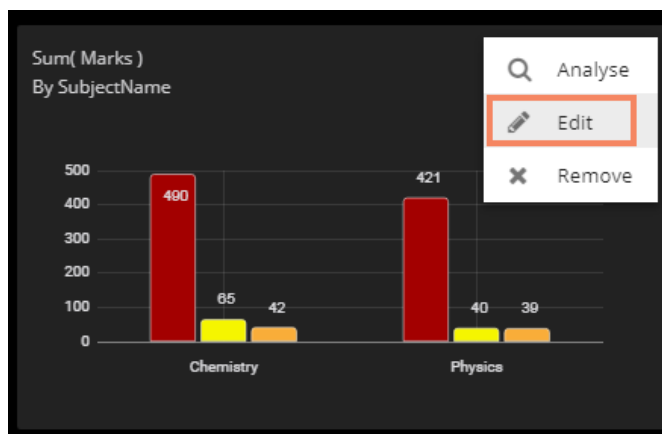 Sum( Marks )
By SubjectName
Analyse
Edit
Remove
500
400
300
200
100
0
490
65
42
421
40
39
Chemistry
Physics